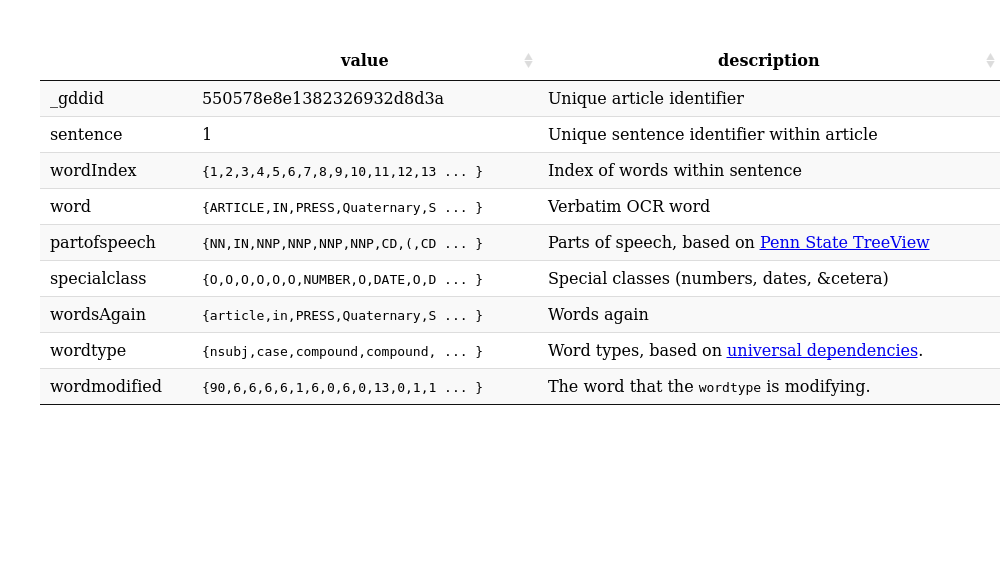 value description
_gddid 550578e8e1382326932d8d3a Unique article identifier
sentence 1 Unique sentence identifier within article
wordIndex {1,2,3,4,5,6,7,8,9,10,11,12,13 ... } Index of words within sentence
word {ARTICLE,IN,PRESS,Quaternary,S ... } Verbatim OCR word
partofspeech {NN,IN,NNP,NNP,NNP,NNP,CD,(,CD ... } Parts of speech, based on Penn State TreeView
specialclass {O,O,O,O,O,O,NUMBER,O,DATE,O,D ... } Special classes (numbers, dates, &cetera)
wordsAgain {article,in,PRESS,Quaternary,S ... } Words again
wordtype {nsubj,case,compound,compound, ... } Word types, based on universal dependencies.
wordmodified {90,6,6,6,6,1,6,0,6,0,13,0,1,1 ... } The word that the wordtype is modifying.